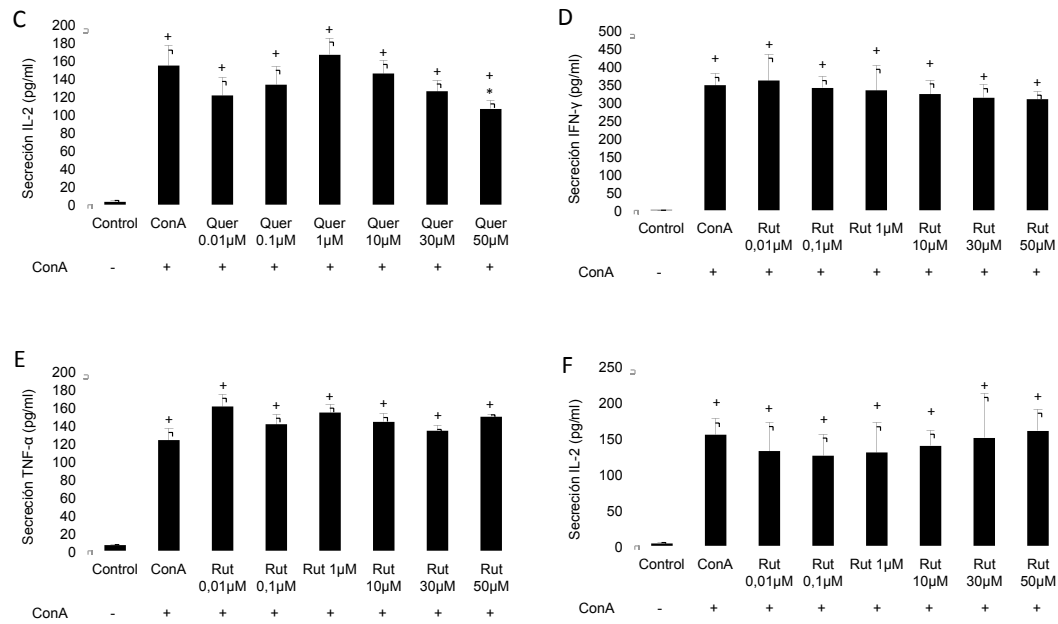 C
Secreción IL-2 (pg/ml)
200
180
160
140
120
100
80
60
40
20
0
+ + + + + + +
*
Control ConA Quer Quer Quer Quer Quer Quer
0.01µM 0.1µM 1µM 10µM 30µM 50µM
ConA - + + + + + + +
D
Secreción IFN-γ (pg/ml)
500
450
400
350
300
250
200
150
100
50
0
+ + + + + + +
Control ConA Rut Rut Rut 1µM Rut Rut Rut
0,01µM 0,1µM 10µM 30µM 50µM
ConA - + + + + + + +
E
Secreción TNF-α (pg/ml)
200
180
160
140
120
100
80
60
40
20
0
+ + + + + + +
Control ConA Rut Rut Rut 1µM Rut Rut Rut
0,01µM 0,1µM 10µM 30µM 50µM
ConA - + + + + + + +
F
Secreción IL-2 (pg/ml)
250
200
150
100
50
0
+ + + + + + +
Control ConA Rut Rut Rut 1µM Rut Rut Rut
0,01µM 0,1µM 10µM 30µM 50µM
ConA - + + + + + + +